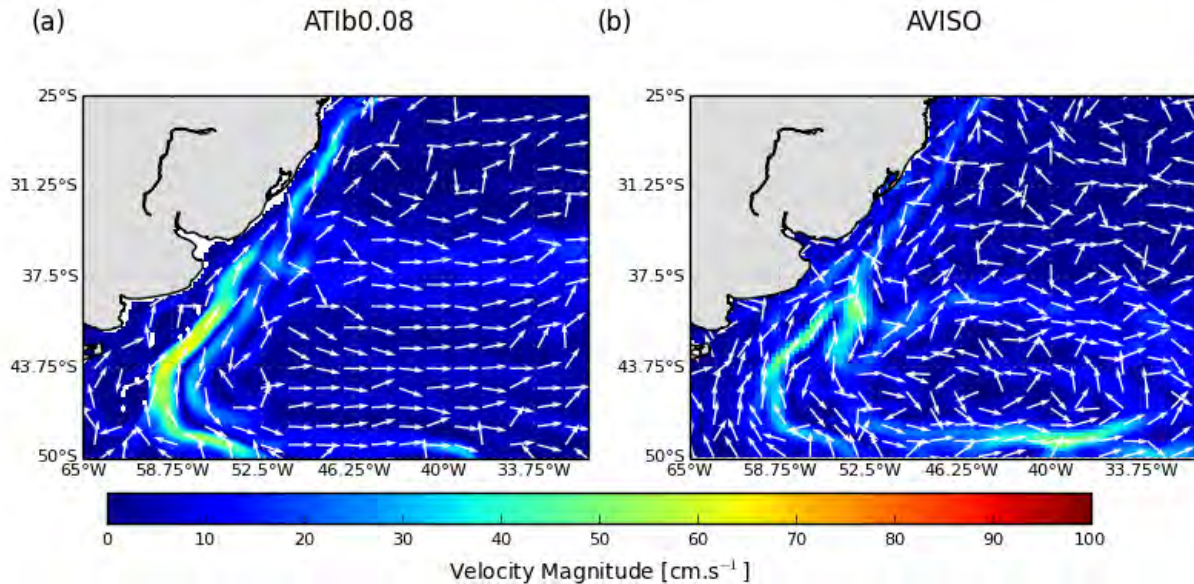 (a) ATlb0.08 (b) AVISO
25°S 25°S
31.25°S 31.25°S
37.5°S 37.5°S
43.75°S 43.75°S
50°S 50°S
65°W 58.75°W 52.5°W 46.25°W 40°W 33.75°W 65°W 58.75°W 52.5°W 46.25°W 40°W 33.75°W
0 10 20 30 40 50 60 70 80 90 100
Velocity Magnitude [cm.s⁻¹ ]